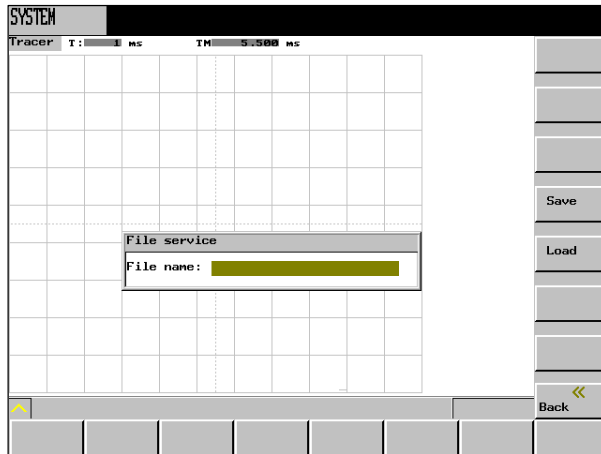 SYSTEM
Tracer T: 1 ms TM 5.500 ms
File service
File name:
Save
Load
«
Back